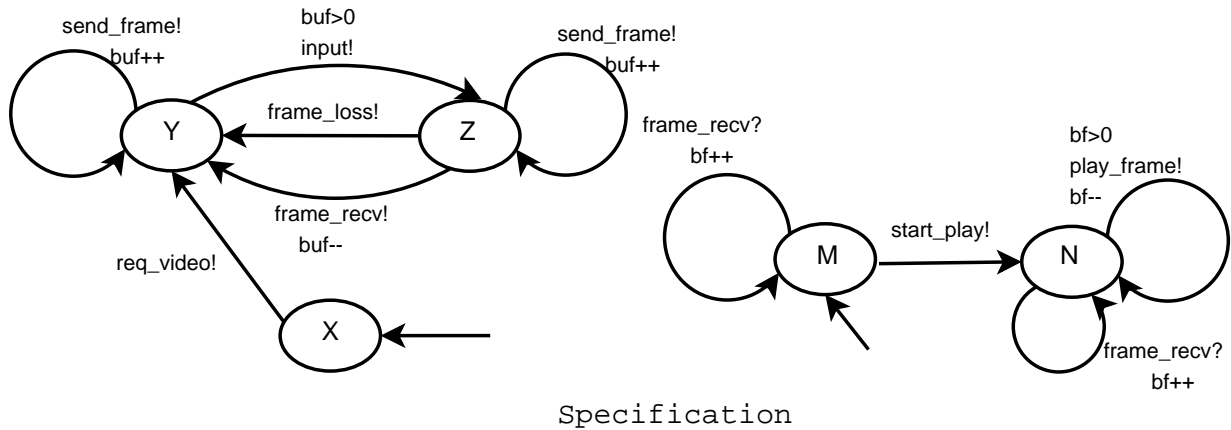 send_frame!
buf++
buf>0
input!
send_frame!
buf++
Y
frame_loss!
Z
frame_recv!
buf--
req_video!
X
frame_recv?
bf++
bf>0
play_frame!
bf--
M
start_play!
N
frame_recv?
bf++
Specification